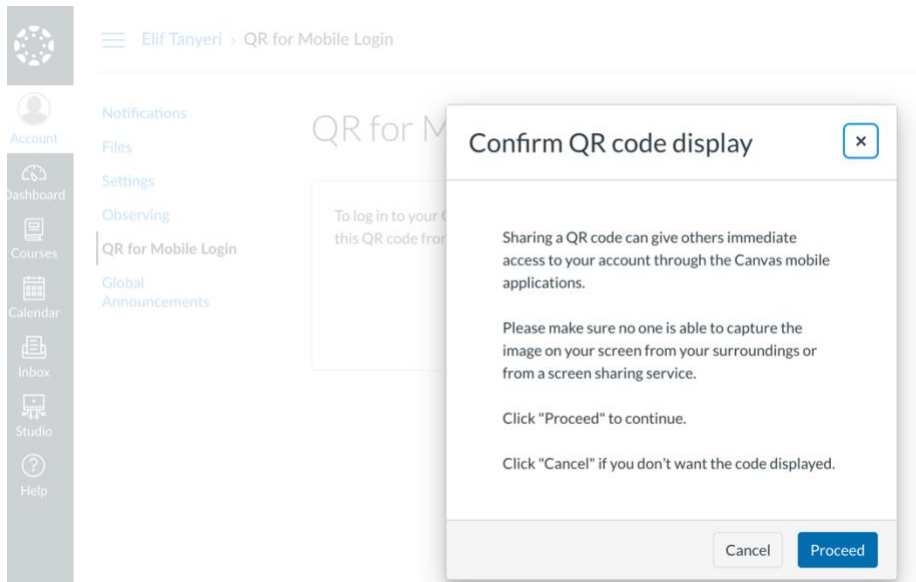 Elif Tanyeri › QR for Mobile Login
Account
Dashboard
Courses
Calendar
Inbox
Studio
Help
Notifications
Files
Settings
Observing
QR for Mobile Login
Global
Announcements
QR for M
To log in to your
this QR code from
Confirm QR code display
Sharing a QR code can give others immediate
access to your account through the Canvas mobile
applications.
Please make sure no one is able to capture the
image on your screen from your surroundings or
from a screen sharing service.
Click "Proceed" to continue.
Click "Cancel" if you don't want the code displayed.
Cancel
Proceed